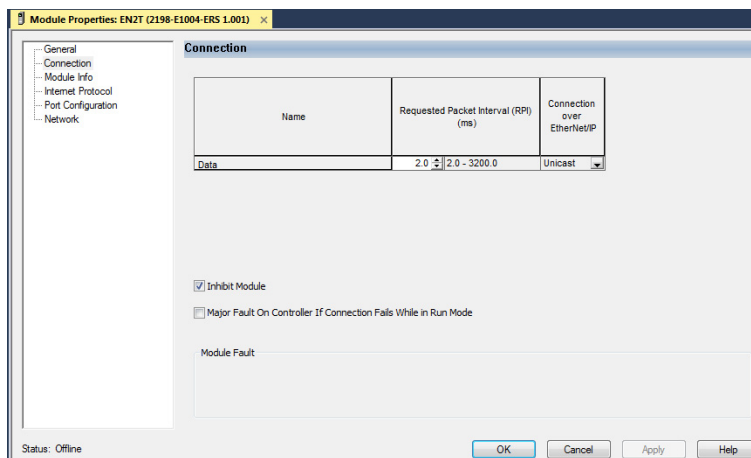 Module Properties: EN2T (2198-E1004-ERS 1.001) ×
General
Connection
Module Info
Internet Protocol
Port Configuration
Network
Connection
Name
Requested Packet Interval (RPI)
(ms)
Connection
over
EtherNet/IP
Data
2.0
2.0 - 3200.0
Unicast
Inhibit Module
Major Fault On Controller If Connection Fails While in Run Mode
Module Fault
Status: Offline
OK
Cancel
Apply
Help